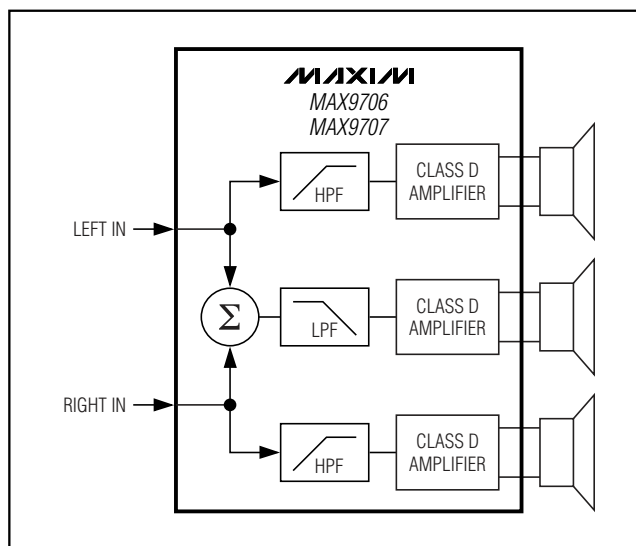 MAXIM
MAX9706
MAX9707
HPF
CLASS D
AMPLIFIER
LEFT IN
Σ
LPF
CLASS D
AMPLIFIER
RIGHT IN
HPF
CLASS D
AMPLIFIER